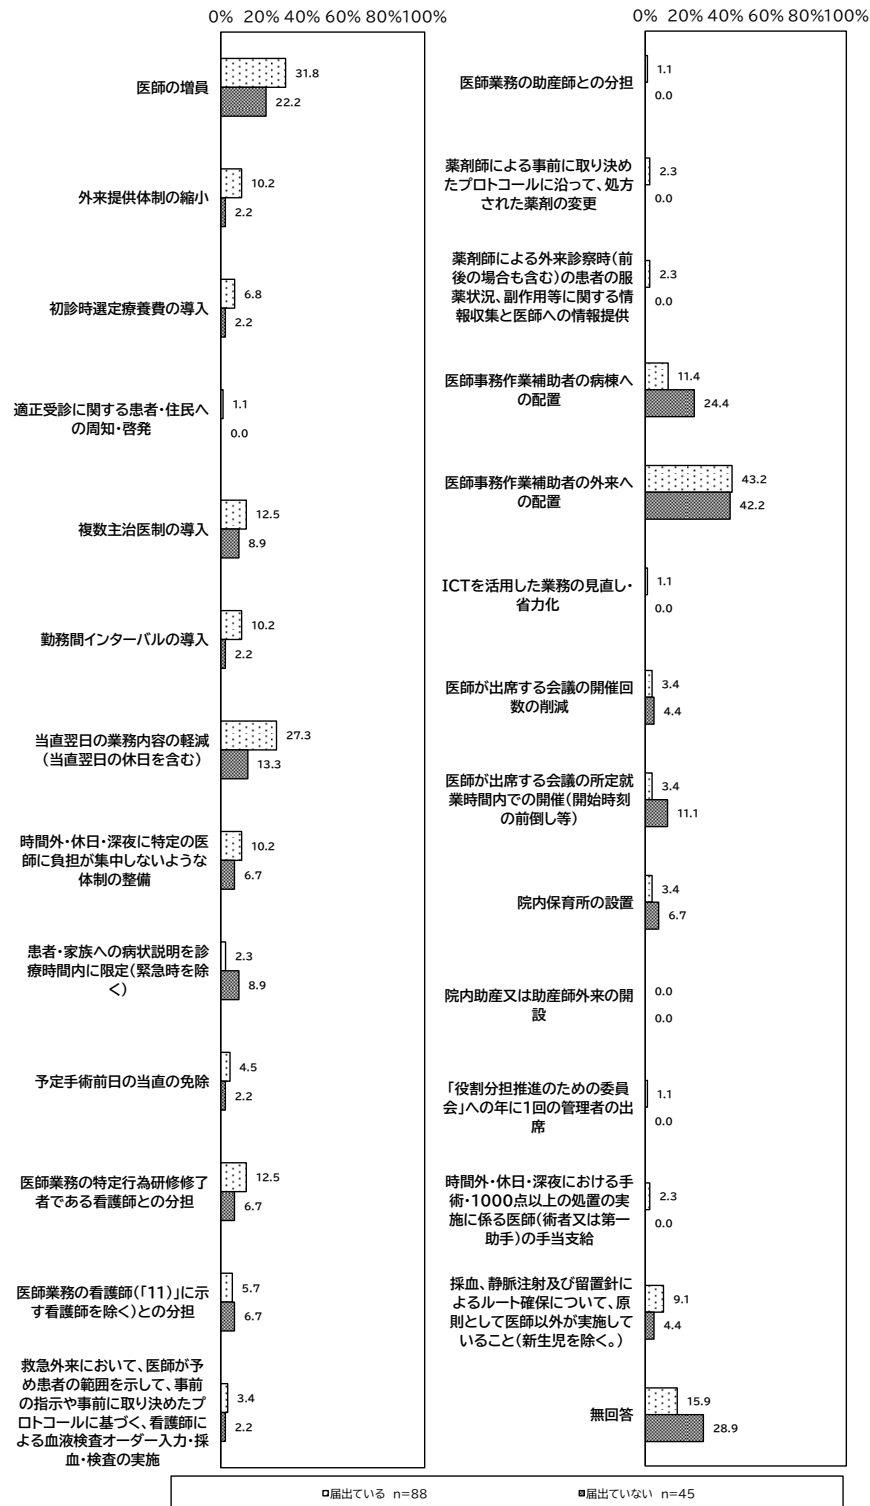 0% 20% 40% 60% 80%100%
医師の増員
31.8
22.2
外来提供体制の縮小
10.2
2.2
初診時選定療養費の導入
6.8
2.2
適正受診に関する患者・住民へ
の周知・啓発
1.1
0.0
複数主治医制の導入
12.5
8.9
勤務間インターバルの導入
10.2
2.2
当直翌日の業務内容の軽減
(当直翌日の休日を含む)
27.3
13.3
時間外・休日・深夜に特定の医
師に負担が集中しないような
体制の整備
10.2
6.7
患者・家族への病状説明を診
療時間内に限定(緊急時を除
く)
2.3
8.9
予定手術前日の当直の免除
4.5
2.2
医師業務の特定行為研修修了
者である看護師との分担
12.5
6.7
医師業務の看護師(「11)」に示
す看護師を除く)との分担
5.7
6.7
救急外来において、医師が予
め患者の範囲を示して、事前
の指示や事前に取り決めたプ
ロトコールに基づく、看護師に
よる血液検査オーダー入力・採
血・検査の実施
3.4
2.2
0% 20% 40% 60% 80%100%
医師業務の助産師との分担
1.1
0.0
薬剤師による事前に取り決め
たプロトコールに沿って、処方
された薬剤の変更
2.3
0.0
薬剤師による外来診察時(前
後の場合も含む)の患者の服
薬状況、副作用等に関する情
報収集と医師への情報提供
2.3
0.0
医師事務作業補助者の病棟へ
の配置
11.4
24.4
医師事務作業補助者の外来へ
の配置
43.2
42.2
ICTを活用した業務の見直し・
省力化
1.1
0.0
医師が出席する会議の開催回
数の削減
3.4
4.4
医師が出席する会議の所定就
業時間内での開催(開始時刻
の前倒し等)
3.4
11.1
院内保育所の設置
3.4
6.7
院内助産又は助産師外来の開
設
0.0
0.0
「役割分担推進のための委員
会」への年に1回の管理者の出
席
1.1
0.0
時間外・休日・深夜における手
術・1000点以上の処置の実
施に係る医師(術者又は第一
助手)の手当支給
2.3
0.0
採血、静脈注射及び留置針に
よるルート確保について、原
則として医師以外が実施して
いること(新生児を除く。)
9.1
4.4
無回答
15.9
28.9
届出ている n=88
届出ていない n=45